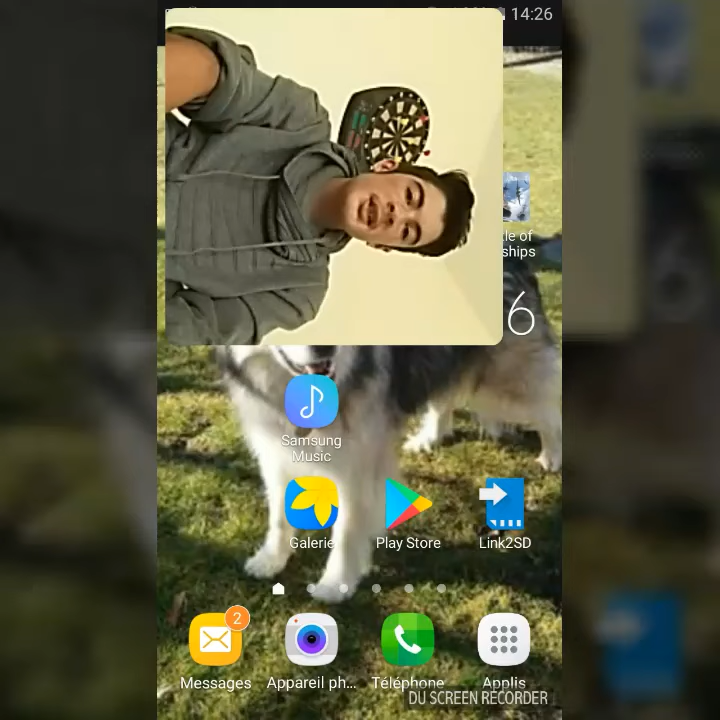 14:26
le of
ships
6
Samsung
Music
Galerie
Play Store
Link2SD
2
Messages
Appareil ph...
Téléphone
Applis
DU SCREEN RECORDER